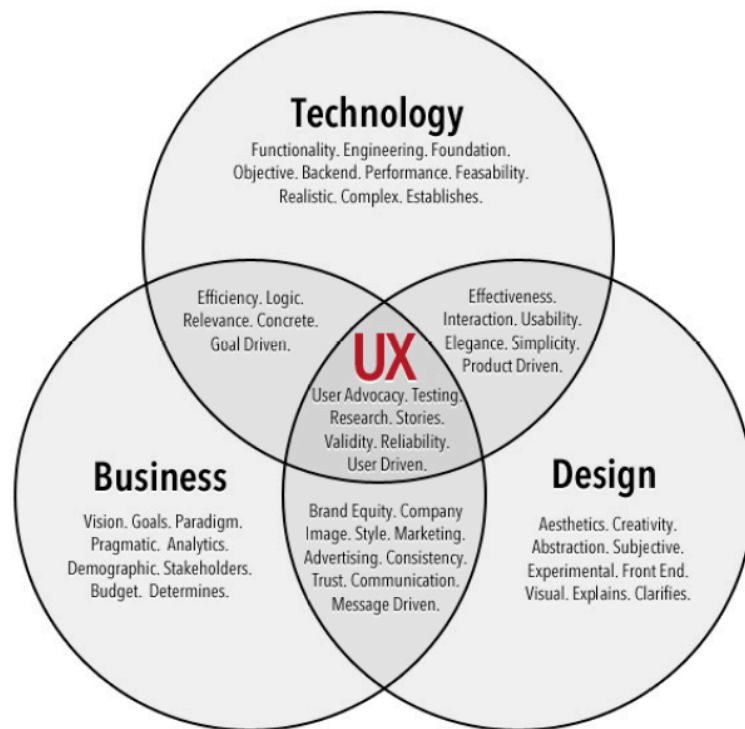 Technology
Functionality. Engineering. Foundation.
Objective. Backend. Performance. Feasability.
Realistic. Complex. Establishes.
Efficiency. Logic.
Relevance. Concrete.
Goal Driven.
Effectiveness.
Interaction. Usability.
Elegance. Simplicity.
Product Driven.
UX
User Advocacy. Testing.
Research. Stories.
Validity. Reliability.
User Driven.
Business
Vision. Goals. Paradigm.
Pragmatic. Analytics.
Demographic. Stakeholders.
Budget. Determines.
Brand Equity. Company
Image. Style. Marketing.
Advertising. Consistency.
Trust. Communication.
Message Driven.
Design
Aesthetics. Creativity.
Abstraction. Subjective.
Experimental. Front End.
Visual. Explains. Clarifies.